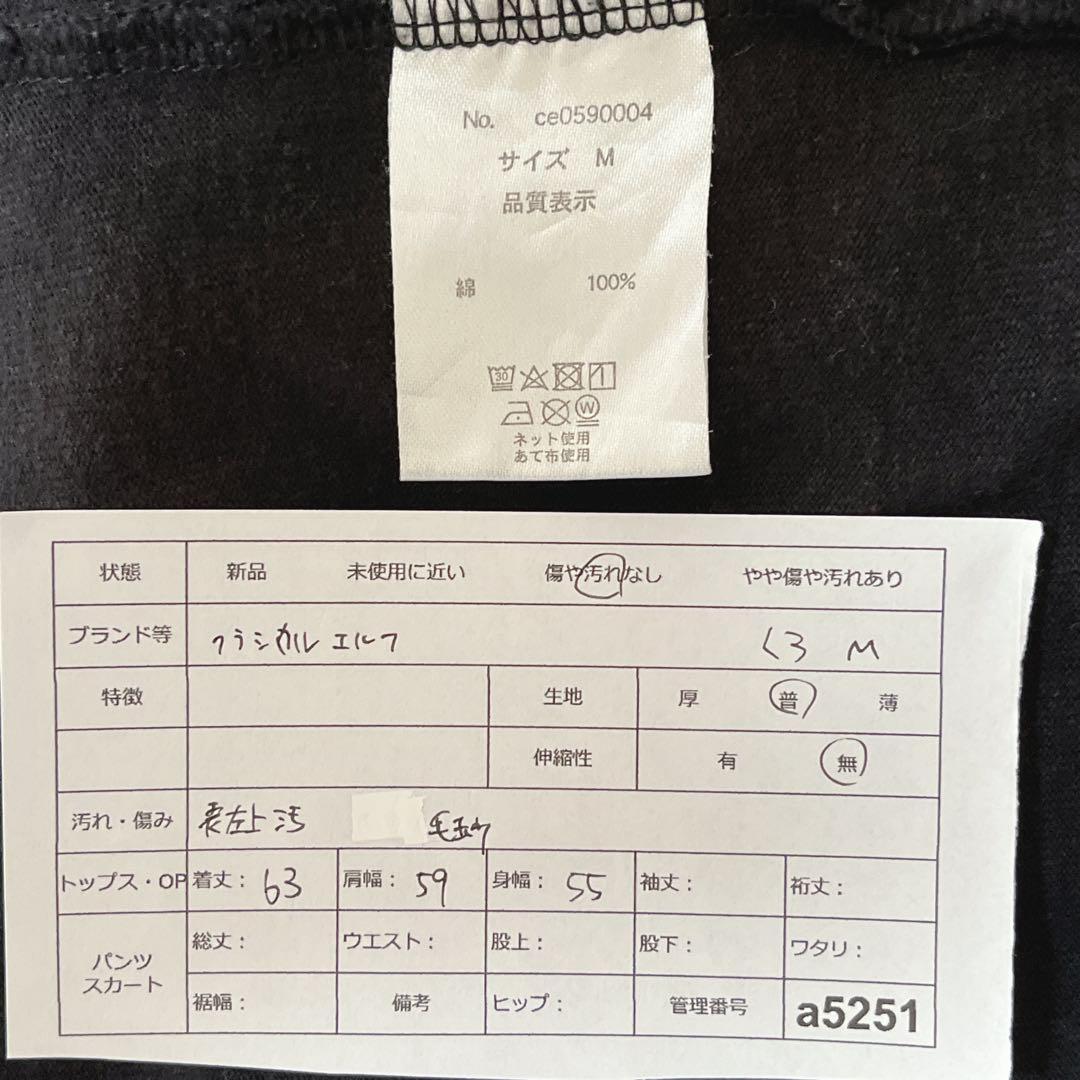 No. ce0590004
サイズ M
品質表示
綿 100%
30
W
ネット使用
あて布使用
状態 新品 未使用に近い 傷や汚れなし やや傷や汚れあり
ブランド等 クラシカルエルフ くろ M
特徴 生地 厚 普 薄
伸縮性 有 無
汚れ・傷み 表左上汚 毛玉
トップス・OP 着丈: 63 肩幅: 59 身幅: 55 袖丈: 裄丈:
パンツ スカート 総丈: ウエスト: 股上: 股下: ワタリ:
裾幅: 備考 ヒップ: 管理番号 a5251